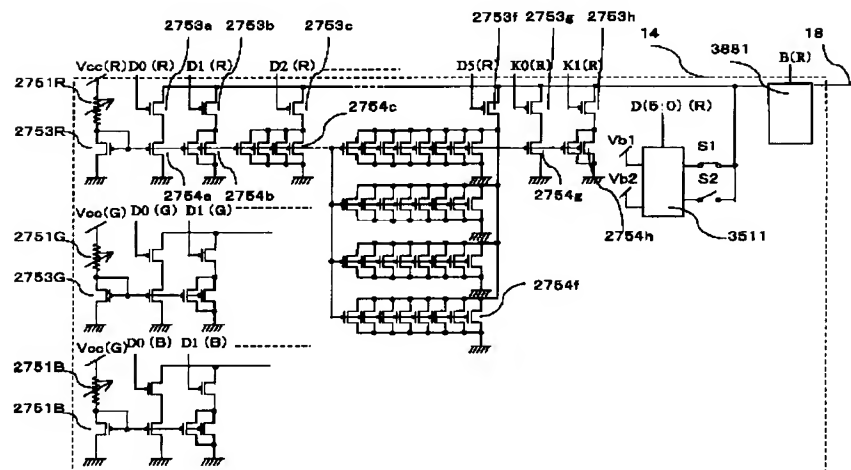 2753a 2753b 2753c 2753f 2753g 2753h
14 3881 B(R) 18
Vcc(R) D0(R) D1(R) D2(R) D5(R) K0(R) K1(R)
2751R
2753R
2754c
D(5:0)(R)
Vb1 S1
Vb2 S2
2754a 2754b 2754g
2754h 3511
Vcc(G) D0(G) D1(G)
2751G
2753G
2754f
Vcc(G) D0(B) D1(B)
2751B
2751B